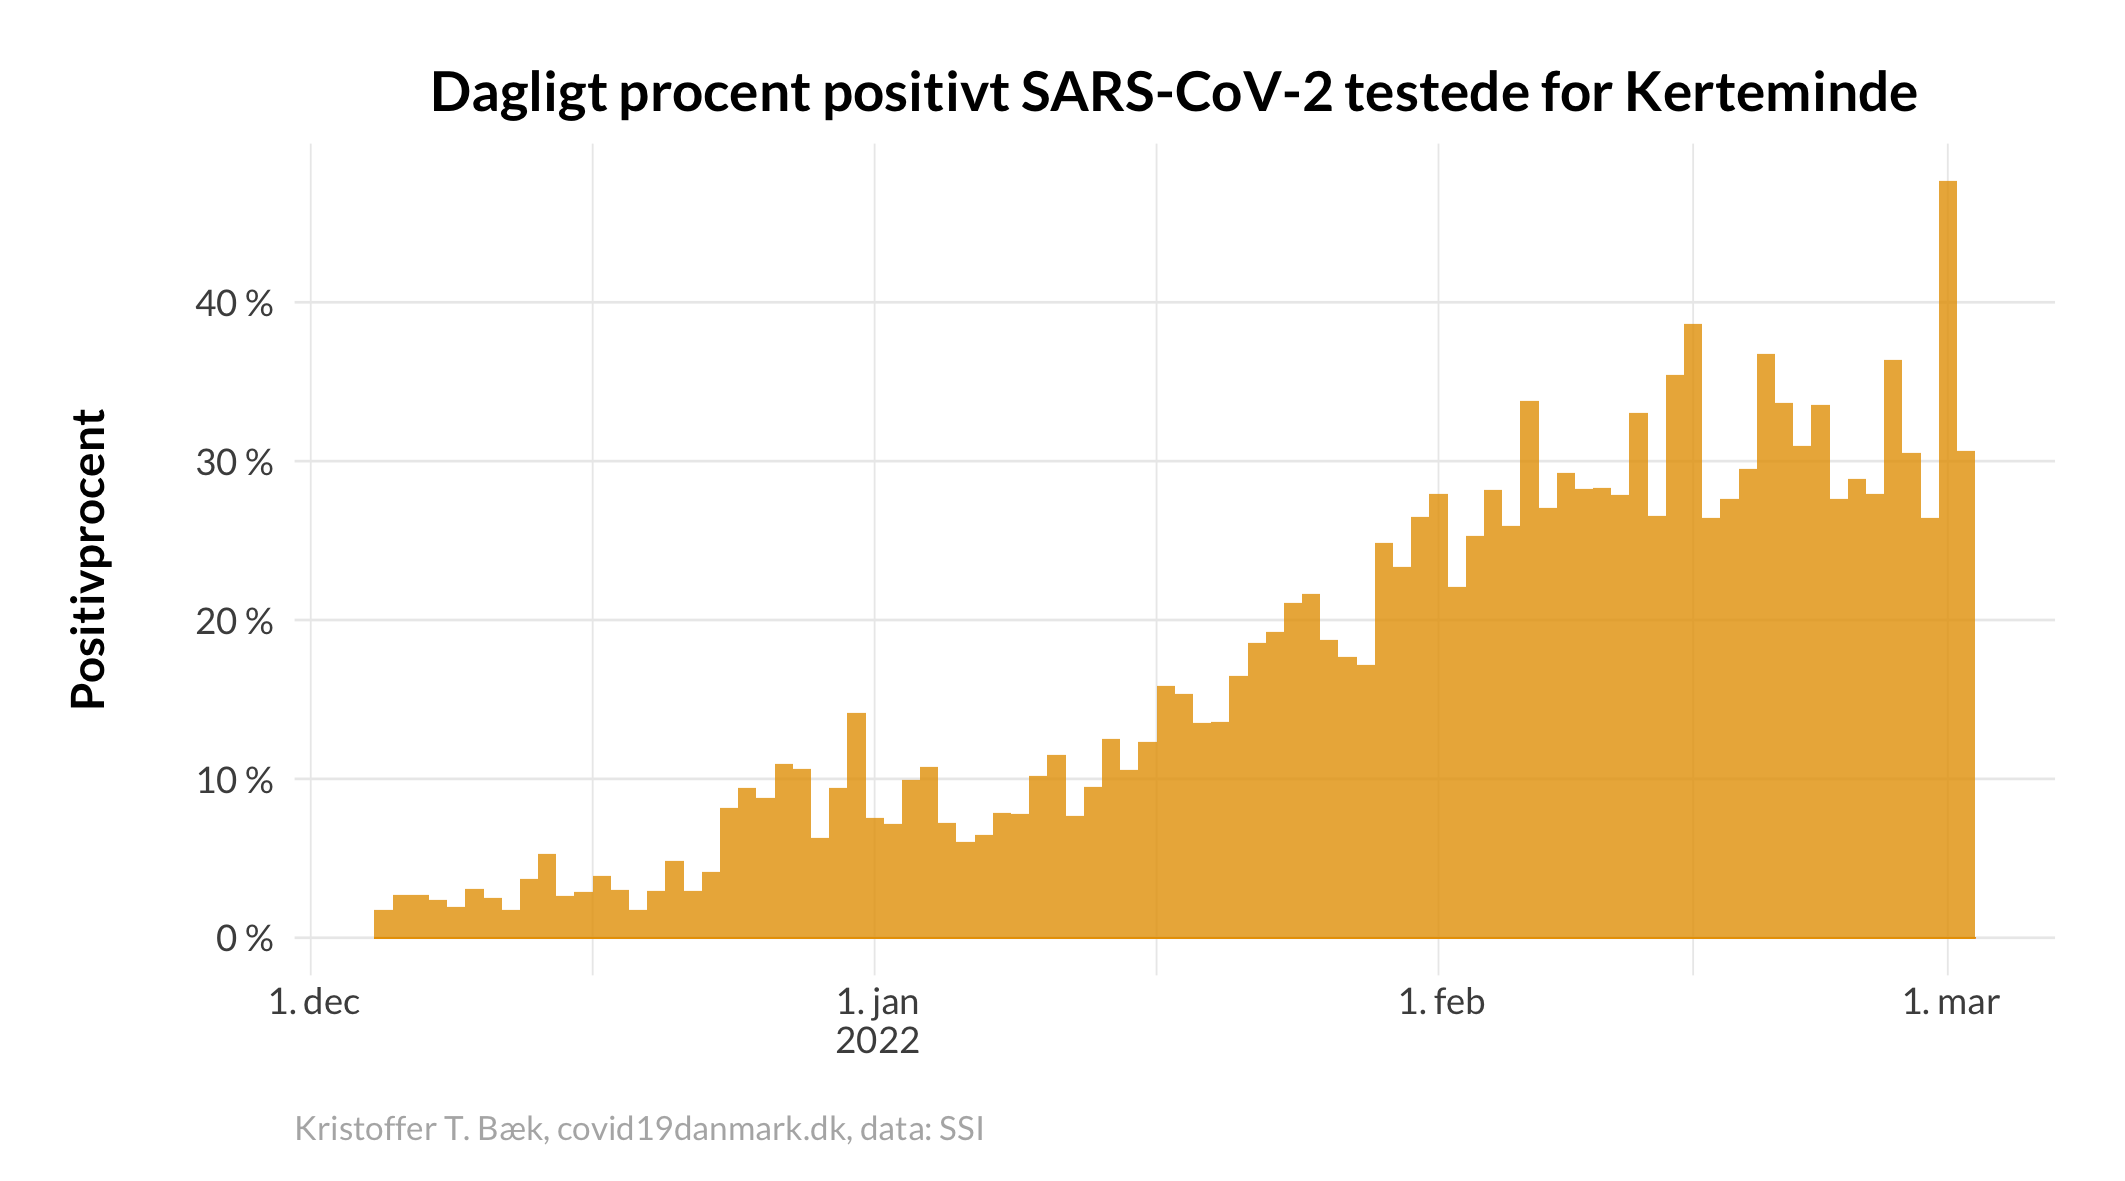 Dagligt procent positivt SARS-CoV-2 testede for Kerteminde
Positivprocent
40 %
30 %
20 %
10 %
0 %
1. dec
1. jan
2022
1. feb
1. mar
Kristoffer T. Bæk, covid19danmark.dk, data: SSI